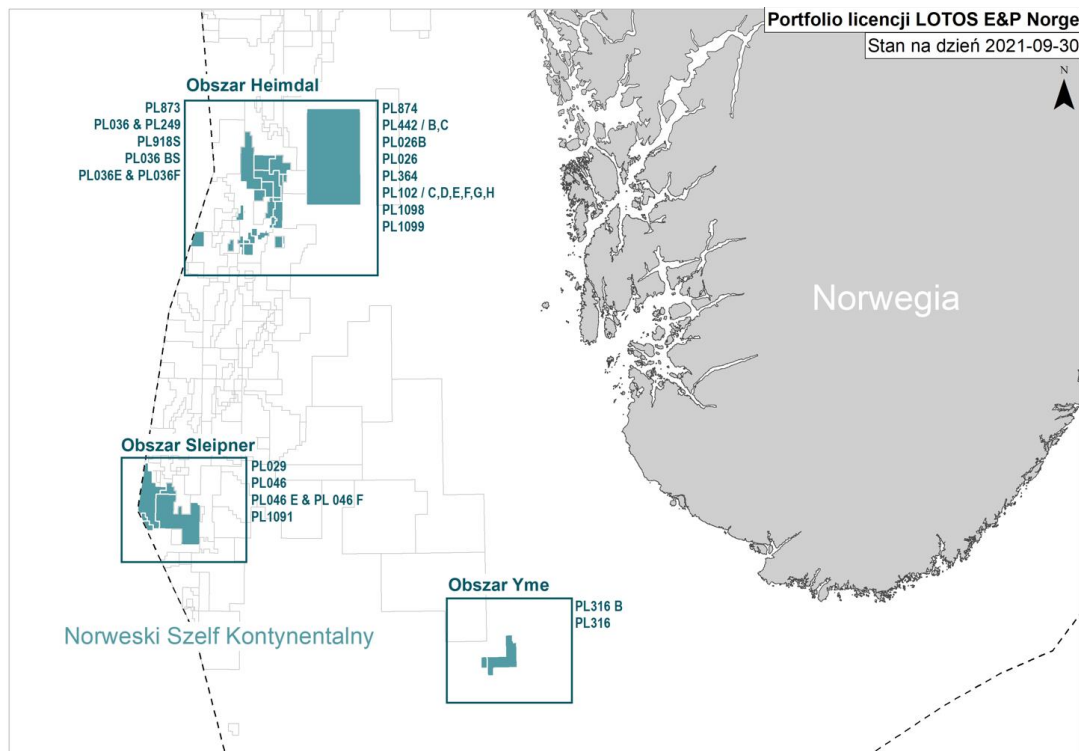 Portfolio licencji LOTOS E&P Norge
Stan na dzień 2021-09-30
N
Obszar Heimdal
PL873
PL036 & PL249
PL918S
PL036 BS
PL036E & PL036F
PL874
PL442 / B,C
PL026B
PL026
PL364
PL102 / C,D,E,F,G,H
PL1098
PL1099
Norwegia
Obszar Sleipner
PL029
PL046
PL046 E & PL 046 F
PL1091
Obszar Yme
PL316 B
PL316
Norweski Szelf Kontynentalny